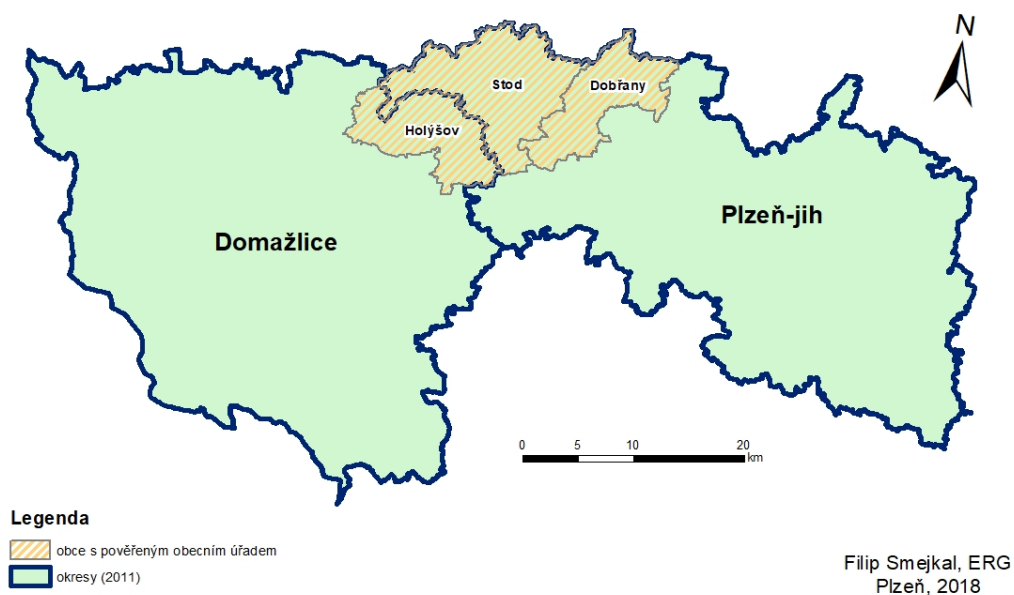 N
Stod
Dobřany
Holýšov
Plzeň-jih
Domažlice
0 5 10 20
km
Legenda
obce s pověřeným obecním úřadem
okresy (2011)
Filip Smejkal, ERG
Plzeň, 2018